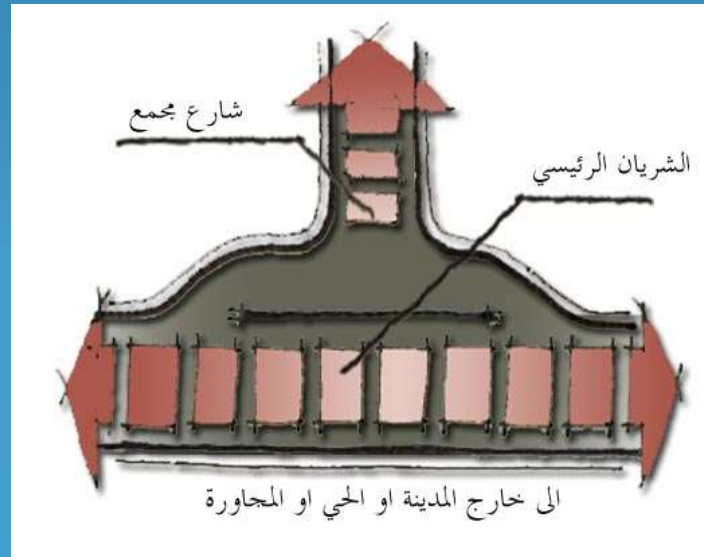 شارع مجمع
الشريان الرئيسي
الى خارج المدينة او الحي او المجاورة